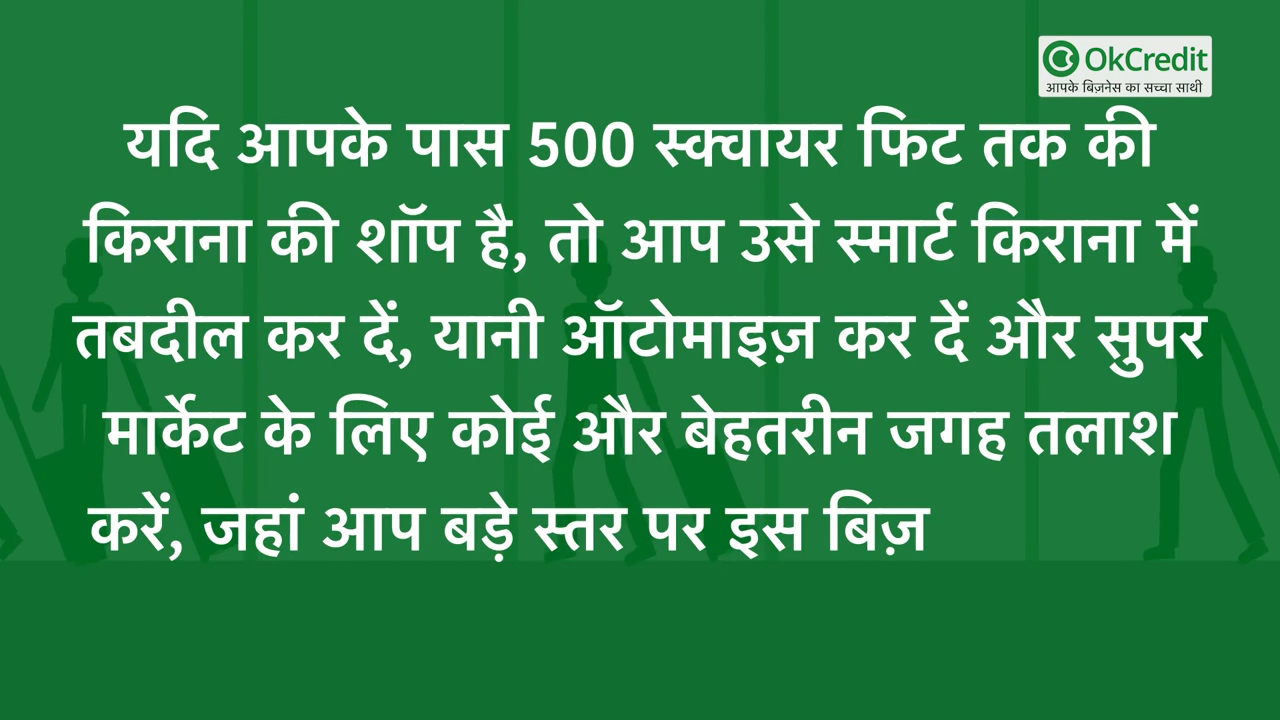 OkCredit
आपके बिज़नेस का सच्चा साथी
यदि आपके पास 500 स्क्वायर फिट तक की
किराना की शॉप है, तो आप उसे स्मार्ट किराना में
तबदील कर दें, यानी ऑटोमाइज़ कर दें और सुपर
मार्केट के लिए कोई और बेहतरीन जगह तलाश
करें, जहां आप बड़े स्तर पर इस बिज़